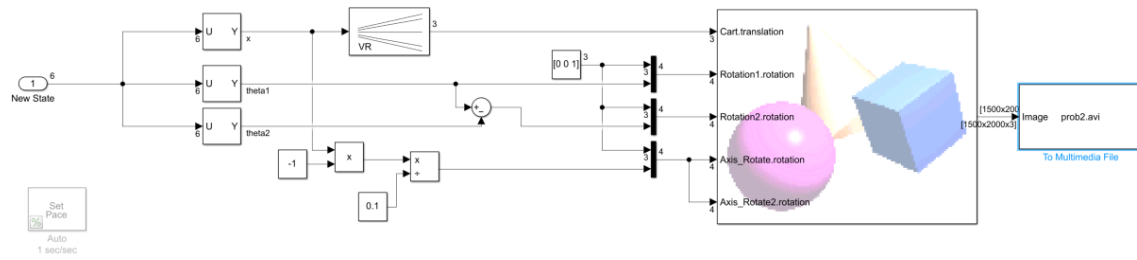 1
New State
6
6
U Y
x
6
U Y
theta1
6
U Y
theta2
VR
3
[0 0 1]
3
+
-
-1
x
x
÷
0.1
3
4
3
4
3
4
3
Cart.translation
4
Rotation1.rotation
4
Rotation2.rotation
4
Axis_Rotate.rotation
4
Axis_Rotate2.rotation
[1500x200
[1500x2000x3]
Image
prob2.avi
To Multimedia File
Set
Pace
Auto
1 sec/sec